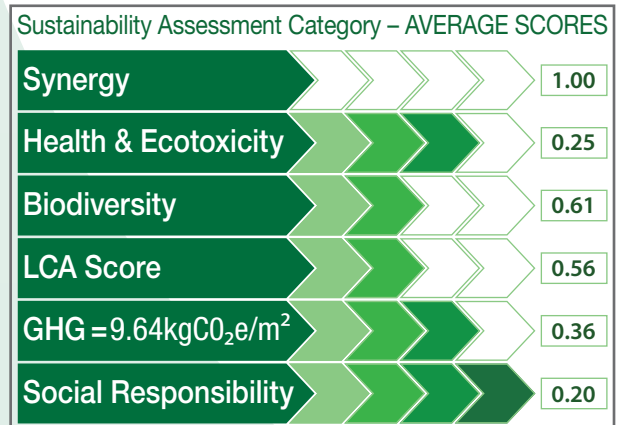 Sustainability Assessment Category – AVERAGE SCORES
Synergy 1.00
Health & Ecotoxicity 0.25
Biodiversity 0.61
LCA Score 0.56
GHG = 9.64kgC0₂e/m² 0.36
Social Responsibility 0.20